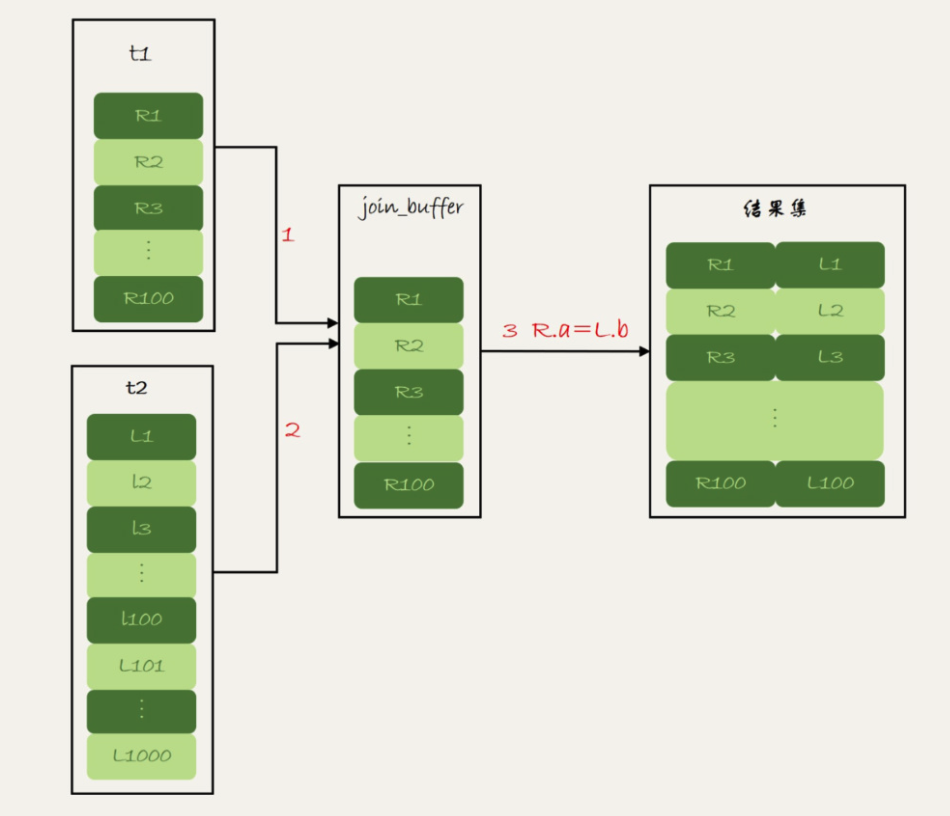 t1
R1
R2
R3
⋮
R100
t2
L1
l2
l3
⋮
l100
L101
⋮
L1000
1
2
join_buffer
R1
R2
R3
⋮
R100
3 R.a=L.b
结果集
R1 L1
R2 L2
R3 L3
⋮
R100 L100